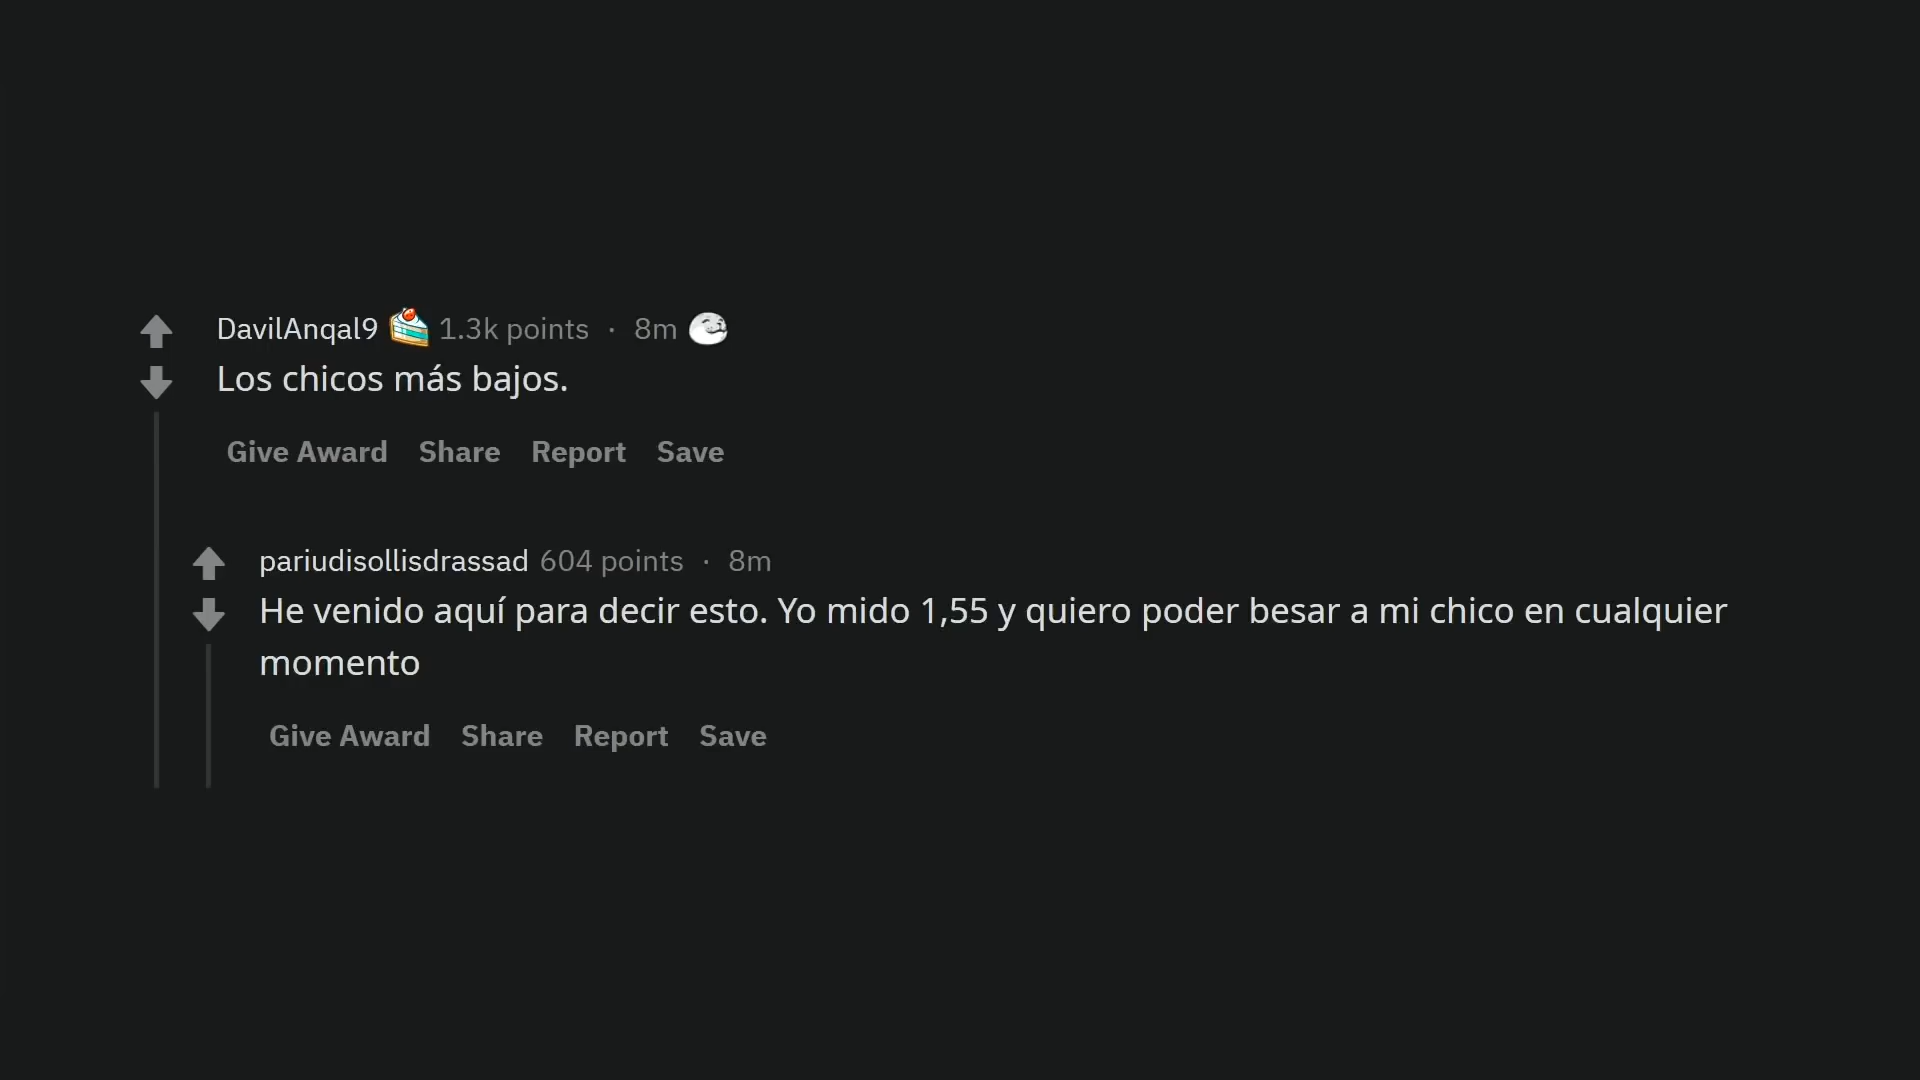 DavilAnqal9 1.3k points · 8m
Los chicos más bajos.
Give Award Share Report Save
pariudisollisdrassad 604 points · 8m
He venido aquí para decir esto. Yo mido 1,55 y quiero poder besar a mi chico en cualquier
momento
Give Award Share Report Save